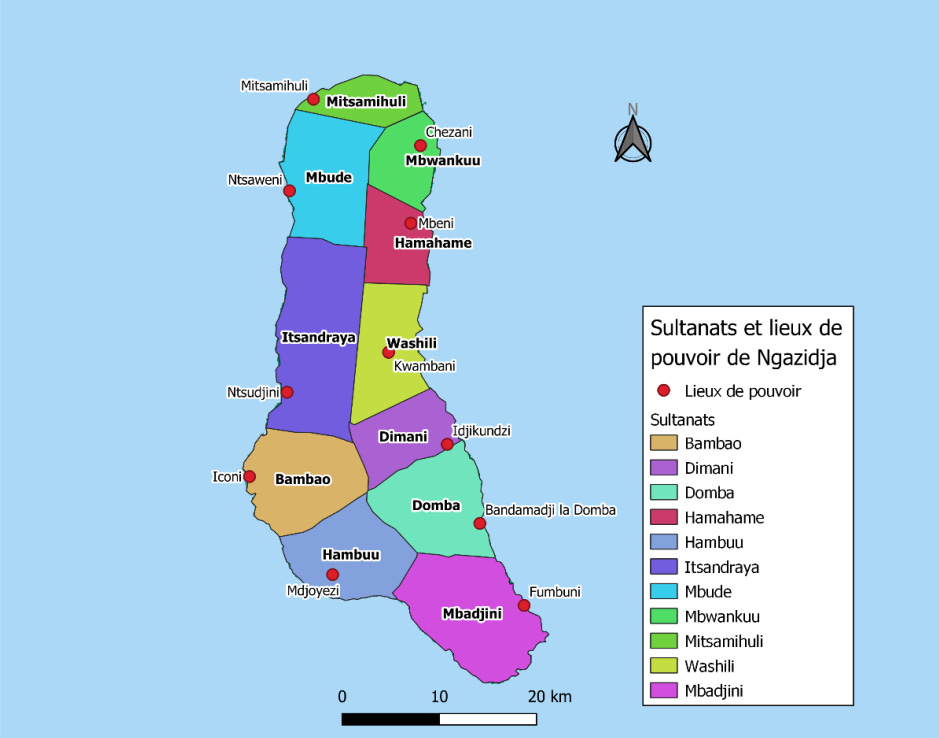 N
Mitsamihuli
Mitsamihuli
Chezani
Mbwankuu
Ntsaweni
Mbude
Mbeni
Hamahame
Itsandraya
Washili
Kwambani
Ntsudjini
Dimani
Idjikundzi
Iconi
Bambao
Domba
Bandamadji la Domba
Hambuu
Mdjoyezi
Fumbuni
Mbadjini
0 10 20 km
Sultanats et lieux de
pouvoir de Ngazidja
Lieux de pouvoir
Sultanats
Bambao
Dimani
Domba
Hamahame
Hambuu
Itsandraya
Mbude
Mbwankuu
Mitsamihuli
Washili
Mbadjini